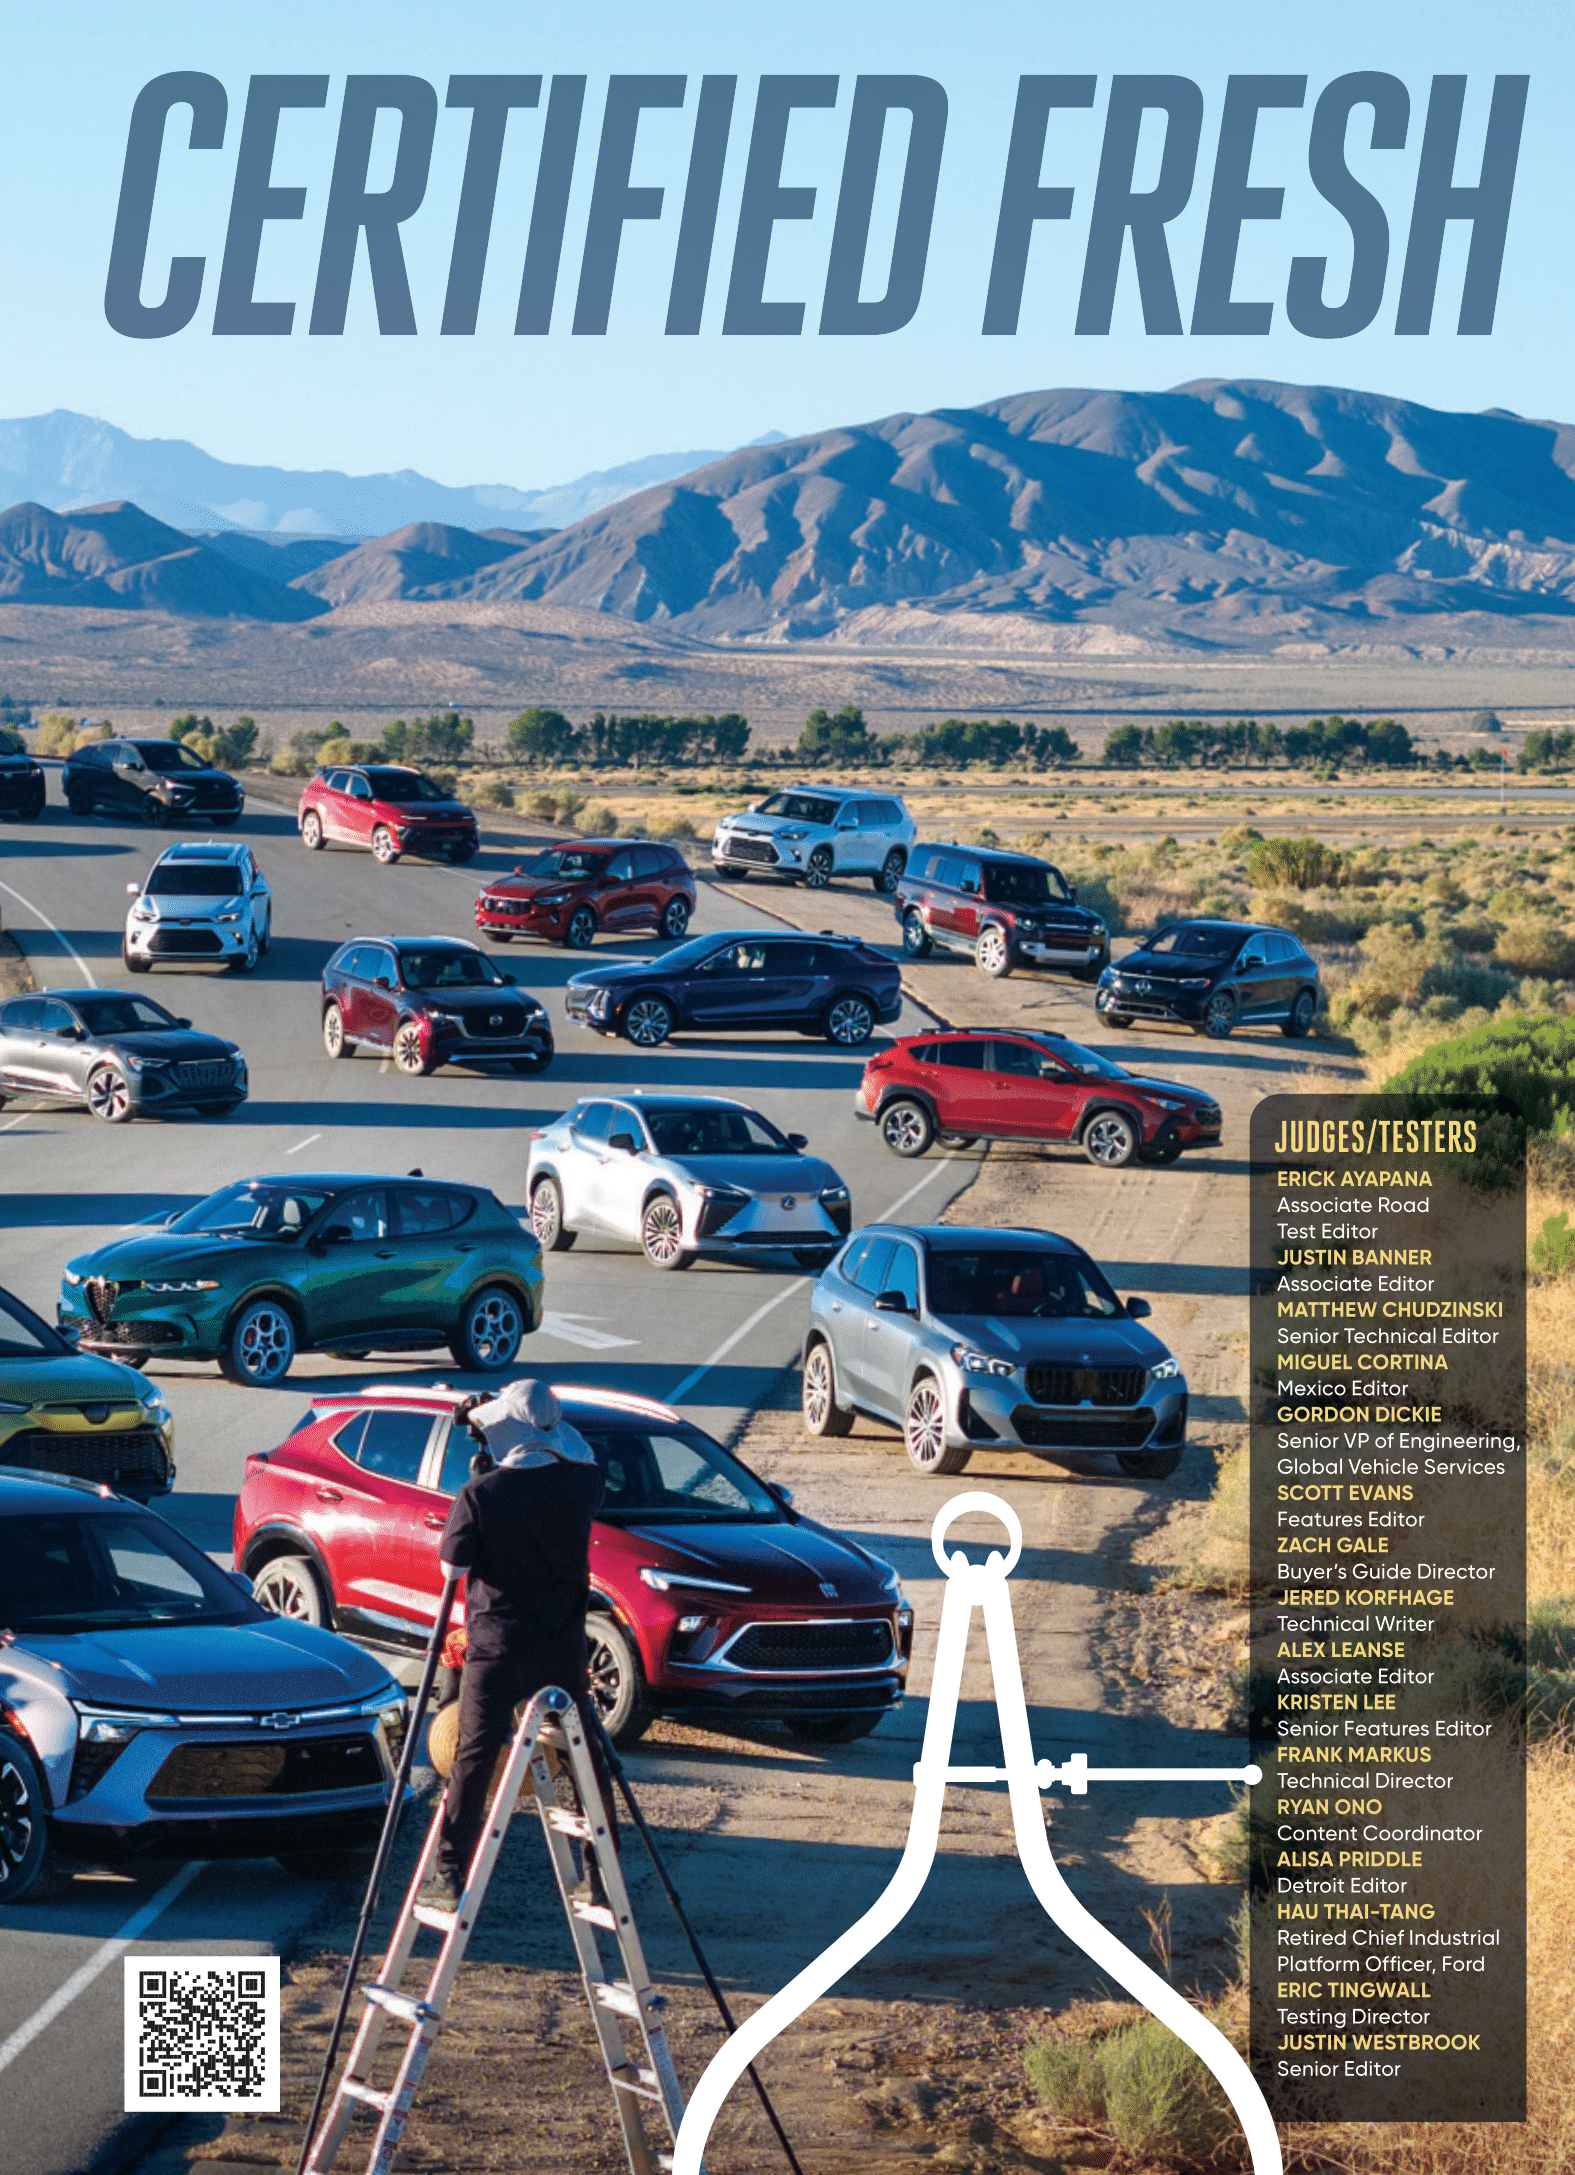 CERTIFIED FRESH
JUDGES/TESTERS
ERICK AYAPANA
Associate Road
Test Editor
JUSTIN BANNER
Associate Editor
MATTHEW CHUDZINSKI
Senior Technical Editor
MIGUEL CORTINA
Mexico Editor
GORDON DICKIE
Senior VP of Engineering,
Global Vehicle Services
SCOTT EVANS
Features Editor
ZACH GALE
Buyer’s Guide Director
JERED KORFHAGE
Technical Writer
ALEX LEANSE
Associate Editor
KRISTEN LEE
Senior Features Editor
FRANK MARKUS
Technical Director
RYAN ONO
Content Coordinator
ALISA PRIDDLE
Detroit Editor
HAU THAI-TANG
Retired Chief Industrial
Platform Officer, Ford
ERIC TINGWALL
Testing Director
JUSTIN WESTBROOK
Senior Editor